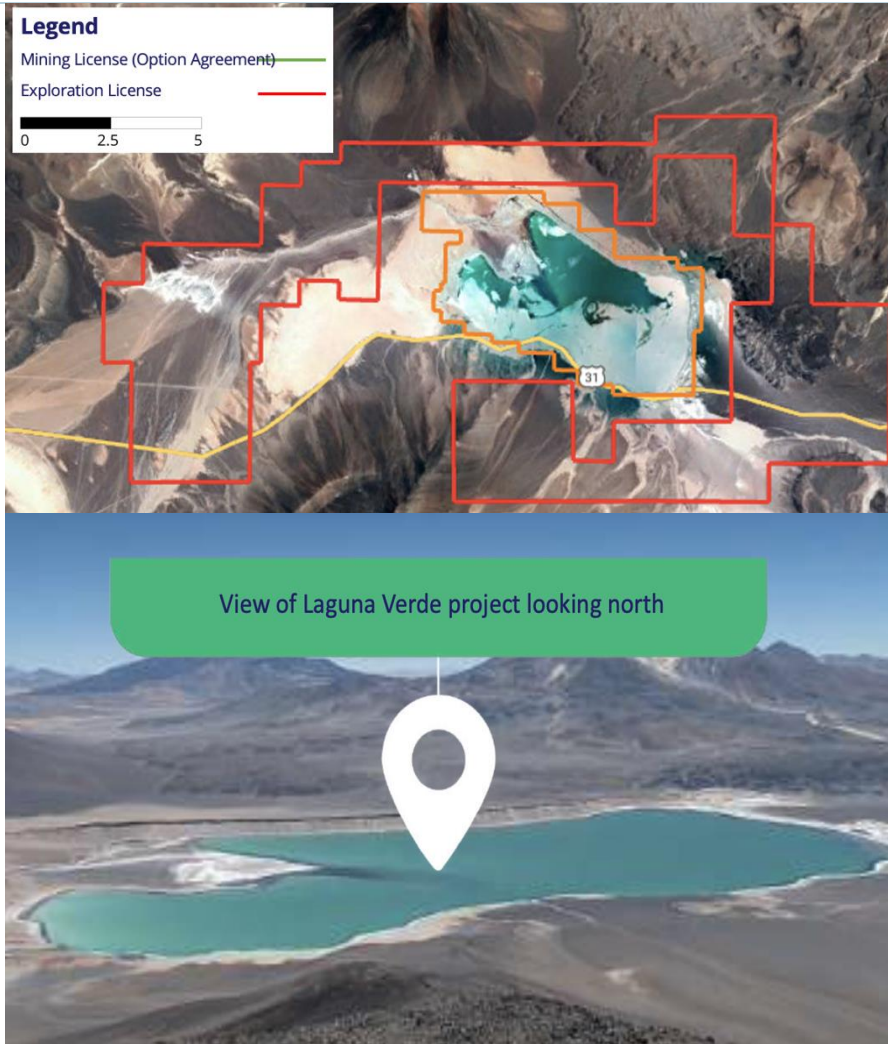 Legend
Mining License (Option Agreement)
Exploration License
0 2.5 5
31
View of Laguna Verde project looking north